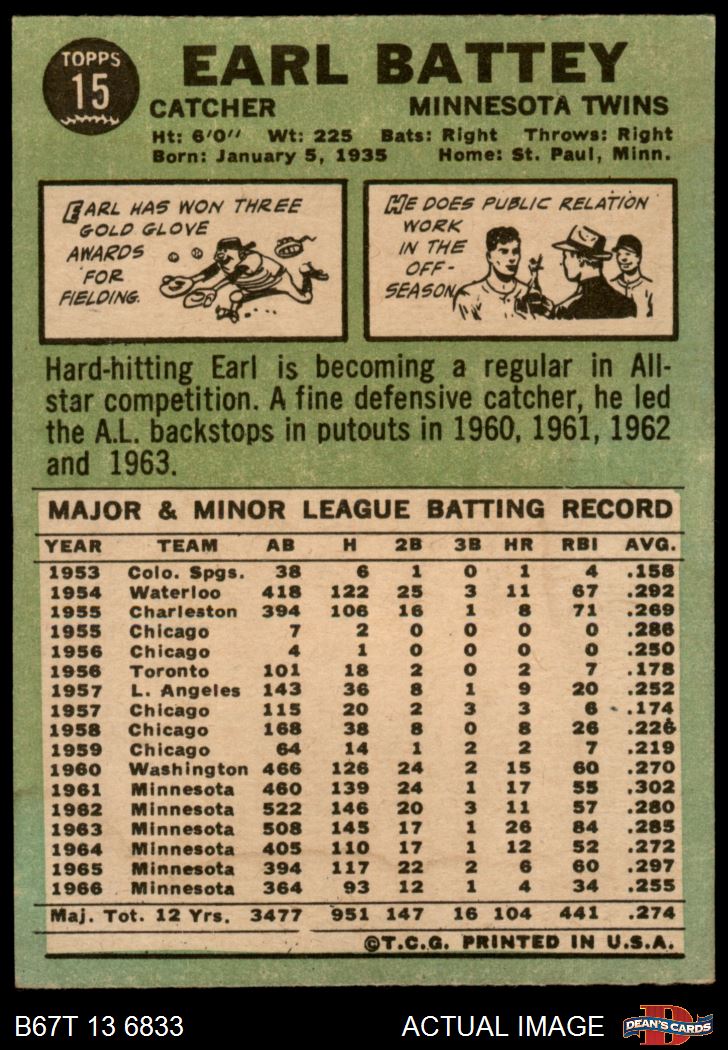 TOPPS
15
EARL BATTEY
CATCHER MINNESOTA TWINS
Ht: 6'0" Wt: 225 Bats: Right Throws: Right
Born: January 5, 1935 Home: St. Paul, Minn.
EARL HAS WON THREE
GOLD GLOVE
AWARDS
FOR
FIELDING.
HE DOES PUBLIC RELATION
WORK
IN THE
OFF-
SEASON.
Hard-hitting Earl is becoming a regular in All-
star competition. A fine defensive catcher, he led
the A.L. backstops in putouts in 1960, 1961, 1962
and 1963.
MAJOR & MINOR LEAGUE BATTING RECORD
YEAR TEAM AB H 2B 3B HR RBI AVG.
1953 Colo. Spgs. 38 6 1 0 1 4 .158
1954 Waterloo 418 122 25 3 11 67 .292
1955 Charleston 394 106 16 1 8 71 .269
1955 Chicago 7 2 0 0 0 0 .286
1956 Chicago 4 1 0 0 0 0 .250
1956 Toronto 101 18 2 0 2 7 .178
1957 L. Angeles 143 36 8 1 9 20 .252
1957 Chicago 115 20 2 3 3 6 .174
1958 Chicago 168 38 8 0 8 26 .226
1959 Chicago 64 14 1 2 2 7 .219
1960 Washington 466 126 24 2 15 60 .270
1961 Minnesota 460 139 24 1 17 55 .302
1962 Minnesota 522 146 20 3 11 57 .280
1963 Minnesota 508 145 17 1 26 84 .285
1964 Minnesota 405 110 17 1 12 52 .272
1965 Minnesota 394 117 22 2 6 60 .297
1966 Minnesota 364 93 12 1 4 34 .255
Maj. Tot. 12 Yrs. 3477 951 147 16 104 441 .274
©T.C.G. PRINTED IN U.S.A.
B67T 13 6833 ACTUAL IMAGE
D
DEAN'S CARDS